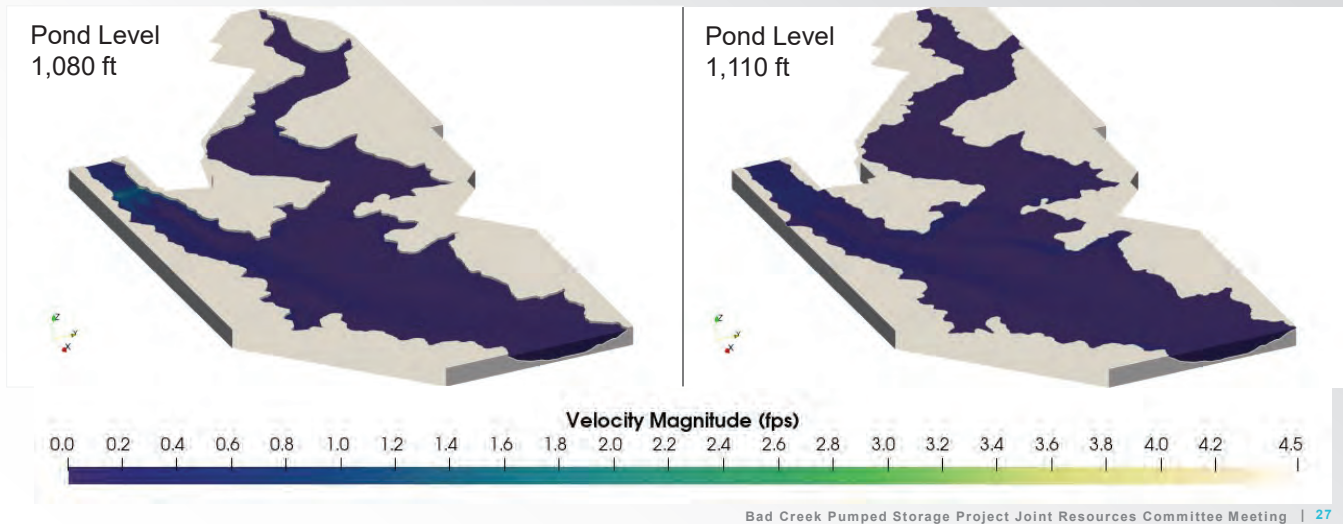 Pond Level
1,080 ft
Pond Level
1,110 ft
Z
Y
X
Z
Y
X
Velocity Magnitude (fps)
0.0 0.2 0.4 0.6 0.8 1.0 1.2 1.4 1.6 1.8 2.0 2.2 2.4 2.6 2.8 3.0 3.2 3.4 3.6 3.8 4.0 4.2 4.5
Bad Creek Pumped Storage Project Joint Resources Committee Meeting | 27